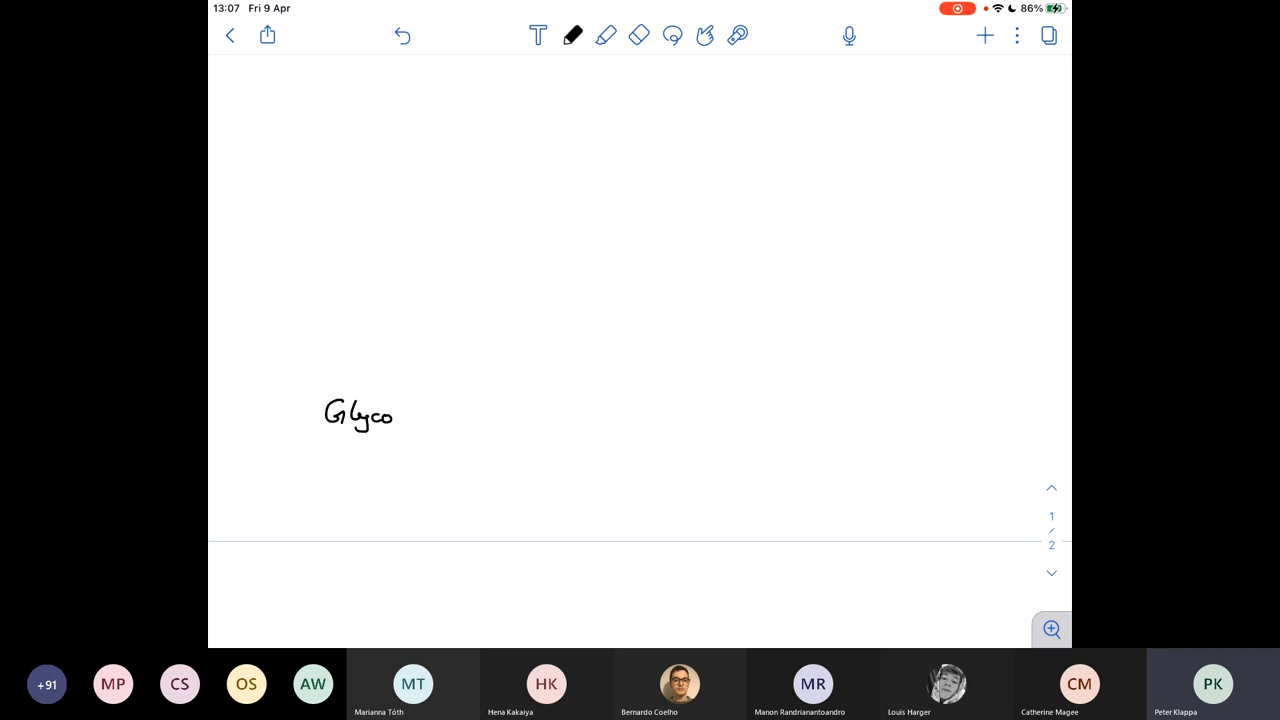 13:07 Fri 9 Apr
86%
T
Glyco
1
2
+91
MP
CS
OS
AW
MT
HK
MR
CM
PK
Marianna Tóth
Hena Kakaiya
Bernardo Coelho
Manon Randrianantoandro
Louis Harger
Catherine Magee
Peter Klappa